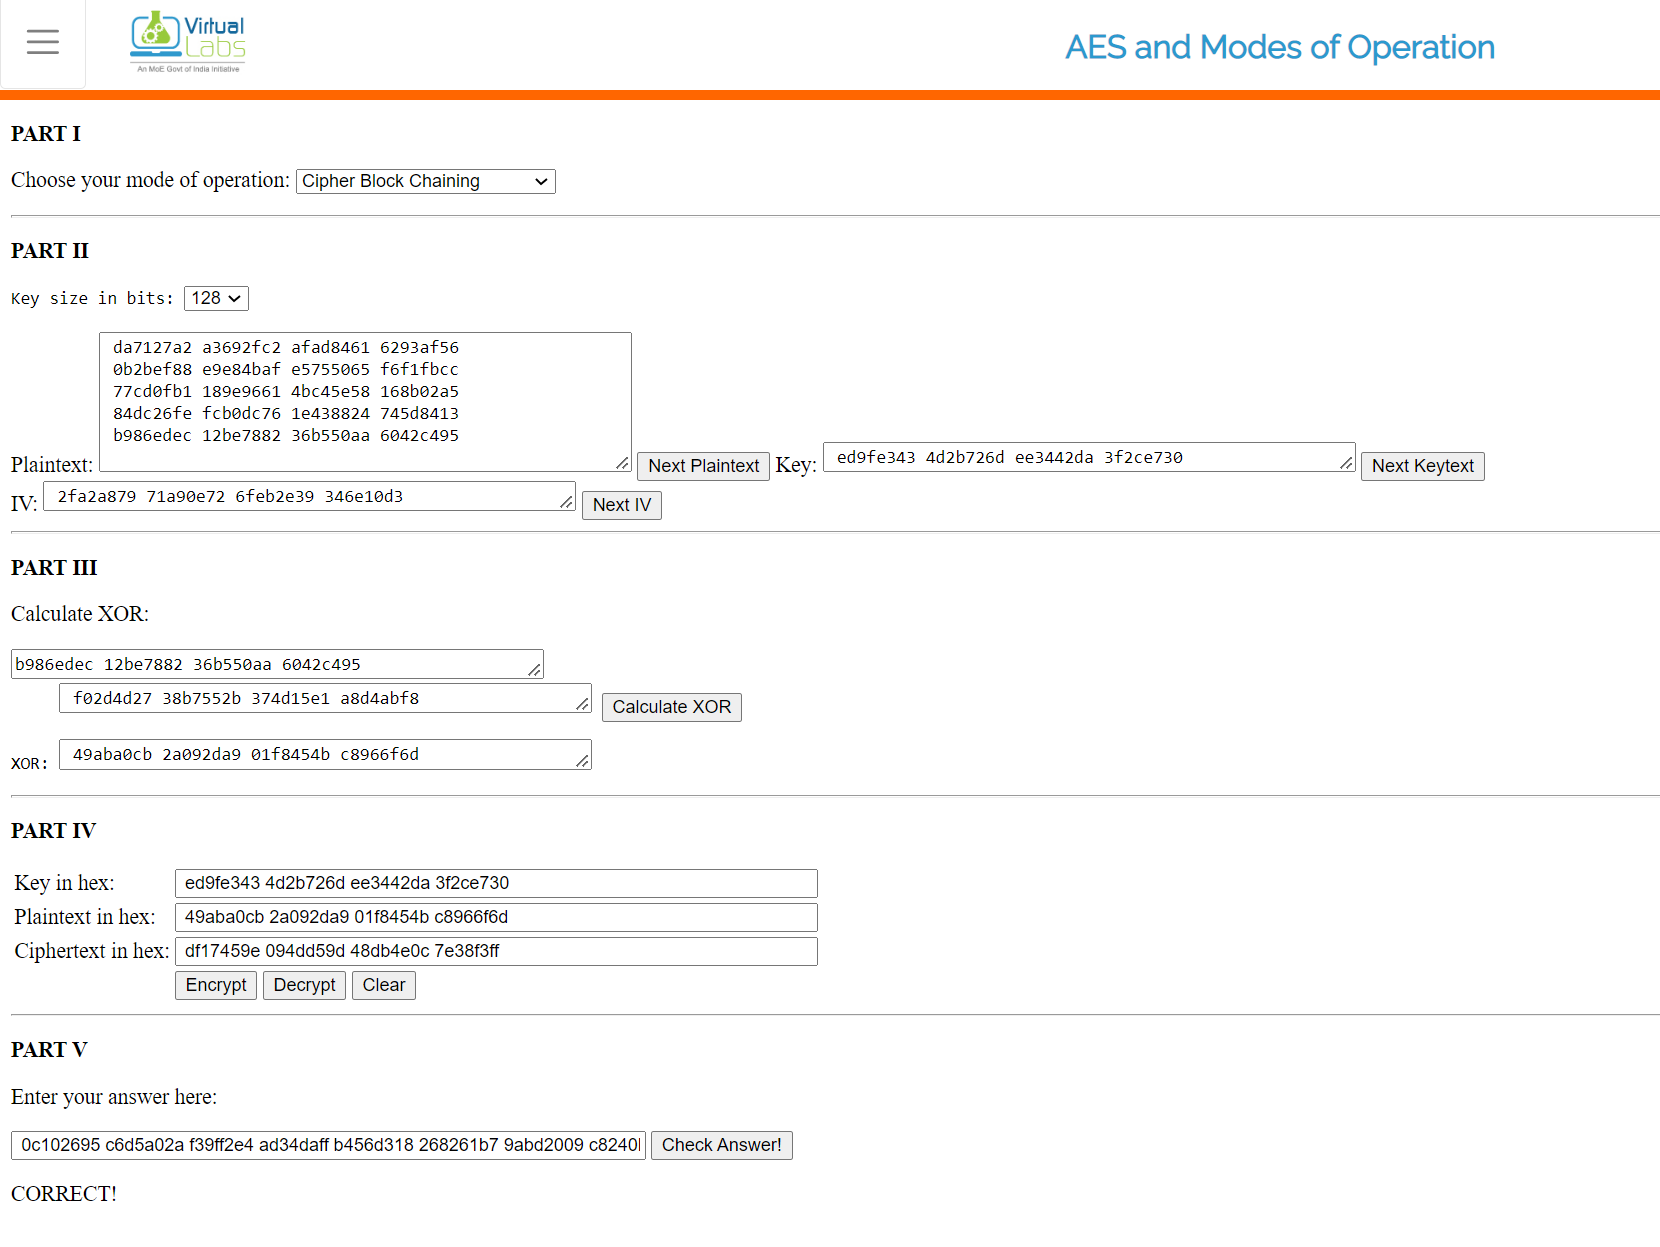 Virtual
Labs
An MoE Govt of India Initiative
AES and Modes of Operation
PART I
Choose your mode of operation: Cipher Block Chaining
PART II
Key size in bits: 128
da7127a2 a3692fc2 afad8461 6293af56
0b2bef88 e9e84baf e5755065 f6f1fbcc
77cd0fb1 189e9661 4bc45e58 168b02a5
84dc26fe fcb0dc76 1e438824 745d8413
b986edec 12be7882 36b550aa 6042c495
Plaintext: Next Plaintext Key: ed9fe343 4d2b726d ee3442da 3f2ce730 Next Keytext
IV: 2fa2a879 71a90e72 6feb2e39 346e10d3 Next IV
PART III
Calculate XOR:
b986edec 12be7882 36b550aa 6042c495
f02d4d27 38b7552b 374d15e1 a8d4abf8 Calculate XOR
XOR: 49aba0cb 2a092da9 01f8454b c8966f6d
PART IV
Key in hex: ed9fe343 4d2b726d ee3442da 3f2ce730
Plaintext in hex: 49aba0cb 2a092da9 01f8454b c8966f6d
Ciphertext in hex: df17459e 094dd59d 48db4e0c 7e38f3ff
Encrypt Decrypt Clear
PART V
Enter your answer here:
0c102695 c6d5a02a f39ff2e4 ad34daff b456d318 268261b7 9abd2009 c8240 Check Answer!
CORRECT!